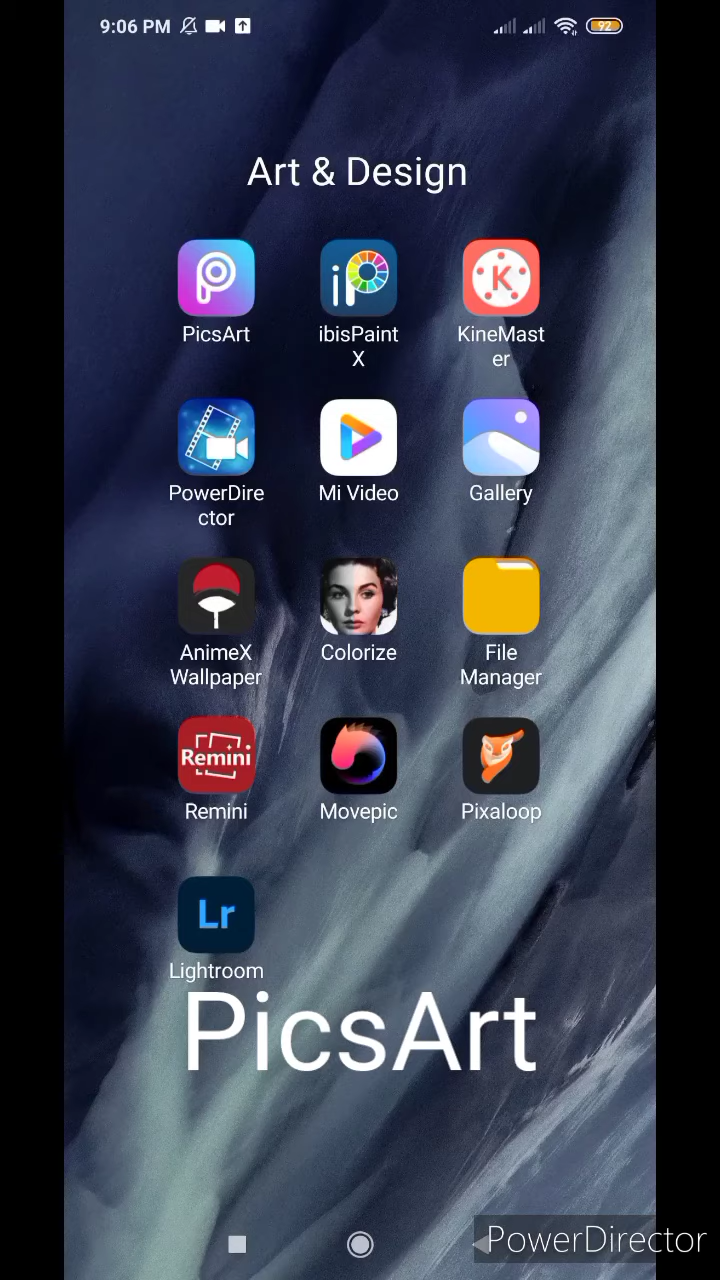 9:06 PM
92
Art & Design
PicsArt
ibisPaint
X
KineMast
er
PowerDire
ctor
Mi Video
Gallery
AnimeX
Wallpaper
Colorize
File
Manager
Remini
Remini
Movepic
Pixaloop
Lr
Lightroom
PicsArt
PowerDirector